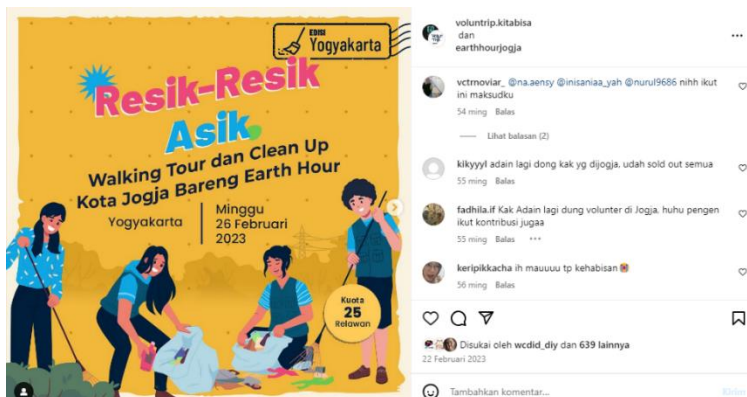 EDISI
Yogyakarta
Resik-Resik
Asik
Walking Tour dan Clean Up
Kota Jogja Bareng Earth Hour
Yogyakarta
Minggu
26 Februari
2023
Kuota
25
Relawan
voluntrip.kitabisa
dan
earthhourjogja
vctrnoviar_ @na.aensy @inisaniaa_yah @nurul9686 nihh ikut
ini maksudku
54 ming Balas
Lihat balasan (2)
kikyyyl adain lagi dong kak yg dijogja, udah sold out semua
55 ming Balas
fadhila.if Kak Adain lagi dung volunter di Jogja, huhu pengen
ikut kontribusi jugaa
55 ming Balas
keripikkacha ih mauuuu tp kehabisan
56 ming Balas
Disukai oleh wcdid_diy dan 639 lainnya
22 Februari 2023
Tambahkan komentar...
Kirim